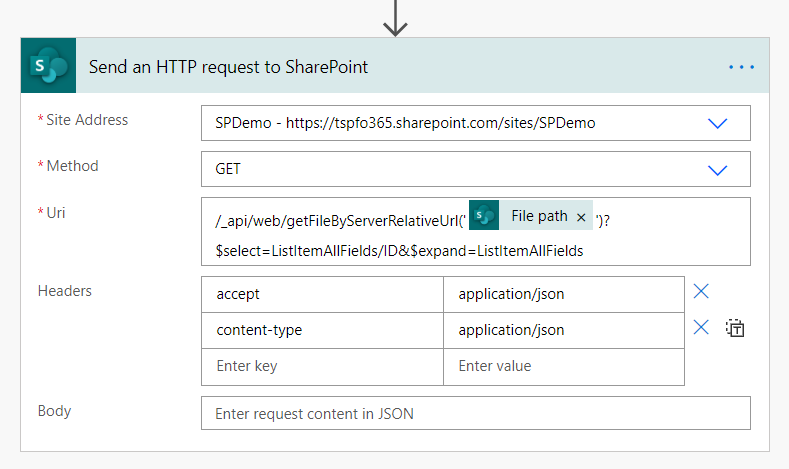 Send an HTTP request to SharePoint
* Site Address
SPDemo - https://tspfo365.sharepoint.com/sites/SPDemo
* Method
GET
* Uri
/_api/web/getFileByServerRelativeUrl(' File path × ')?
$select=ListItemAllFields/ID&$expand=ListItemAllFields
Headers
accept application/json
content-type application/json
Enter key Enter value
Body
Enter request content in JSON